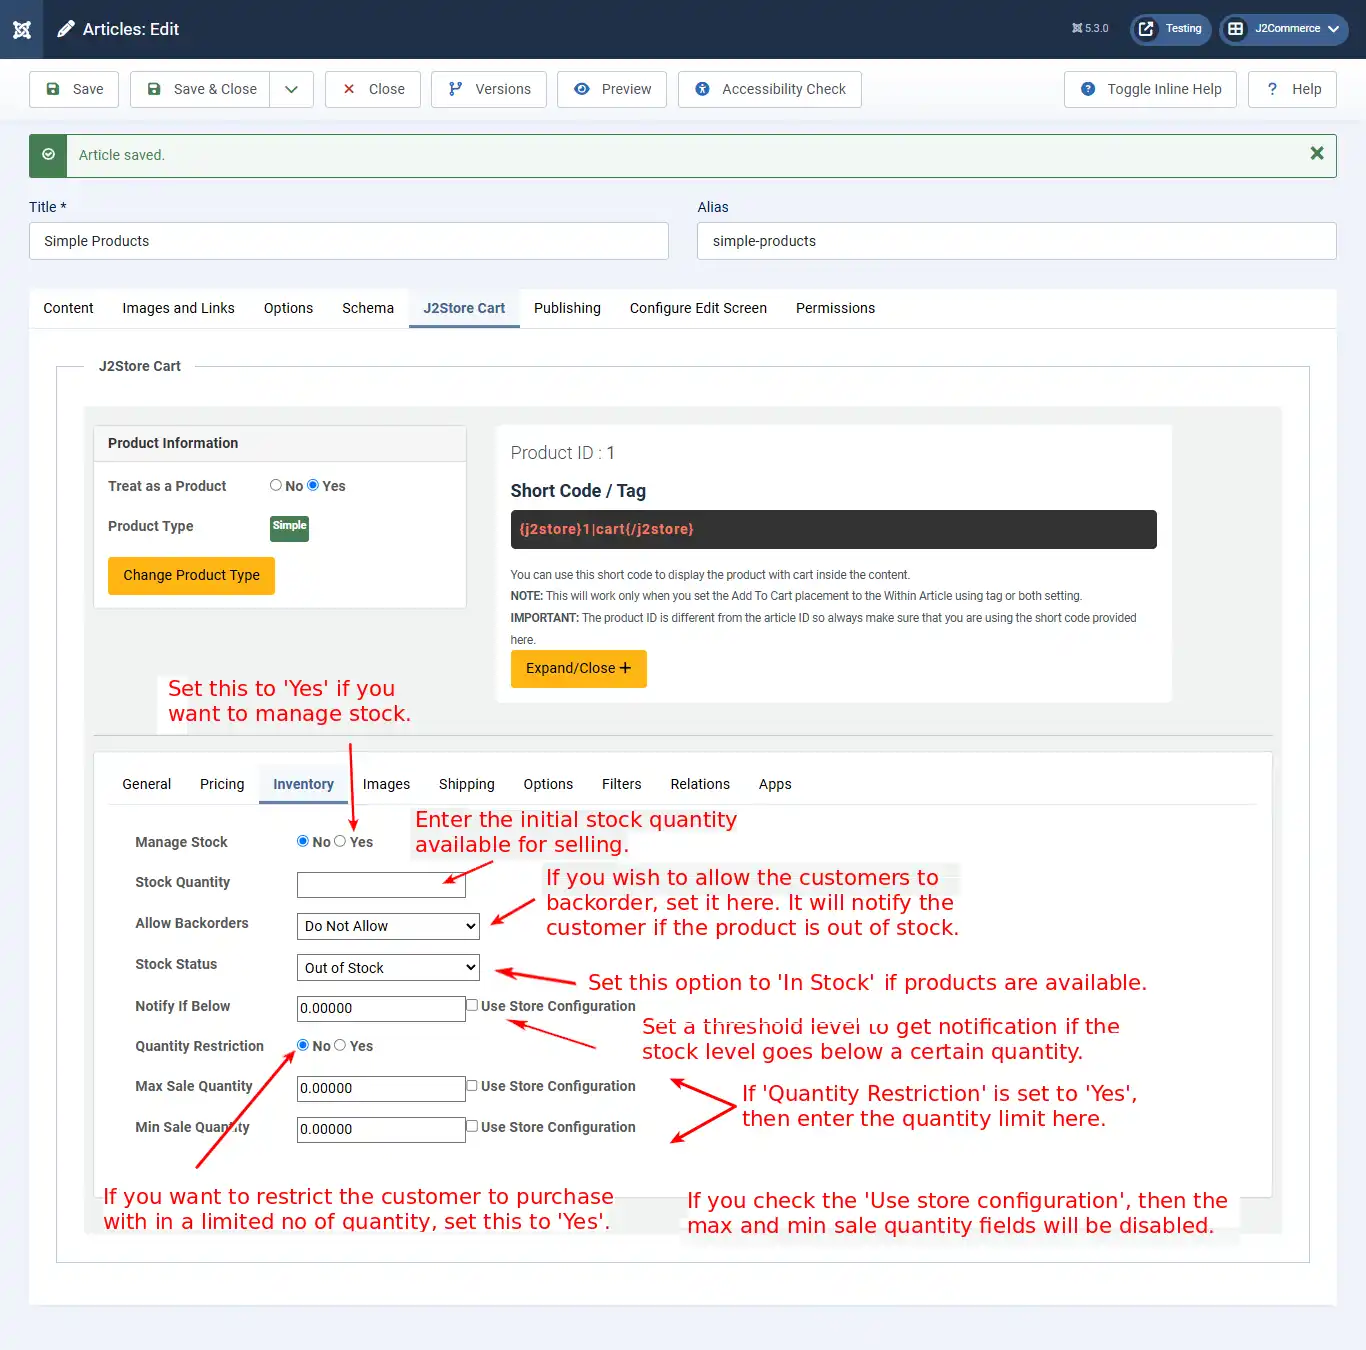 Articles: Edit
5.3.0
Testing
J2Commerce
Save
Save & Close
Close
Versions
Preview
Accessibility Check
Toggle Inline Help
? Help
Article saved.
Title *
Alias
Simple Products
simple-products
Content
Images and Links
Options
Schema
J2Store Cart
Publishing
Configure Edit Screen
Permissions
J2Store Cart
Product Information
Treat as a Product
No
Yes
Product Type
Simple
Change Product Type
Product ID : 1
Short Code / Tag
{j2store}1|cart{/j2store}
You can use this short code to display the product with cart inside the content.
NOTE: This will work only when you set the Add To Cart placement to the Within Article using tag or both setting.
IMPORTANT: The product ID is different from the article ID so always make sure that you are using the short code provided
here.
Expand/Close +
Set this to 'Yes' if you
want to manage stock.
General
Pricing
Inventory
Images
Shipping
Options
Filters
Relations
Apps
Enter the initial stock quantity
available for selling.
Manage Stock
No
Yes
Stock Quantity
If you wish to allow the customers to
backorder, set it here. It will notify the
customer if the product is out of stock.
Allow Backorders
Do Not Allow
Stock Status
Out of Stock
Set this option to 'In Stock' if products are available.
Notify If Below
0.00000
Use Store Configuration
Set a threshold level to get notification if the
stock level goes below a certain quantity.
Quantity Restriction
No
Yes
Max Sale Quantity
0.00000
Use Store Configuration
If 'Quantity Restriction' is set to 'Yes',
then enter the quantity limit here.
Min Sale Quantity
0.00000
Use Store Configuration
If you want to restrict the customer to purchase
with in a limited no of quantity, set this to 'Yes'.
If you check the 'Use store configuration', then the
max and min sale quantity fields will be disabled.